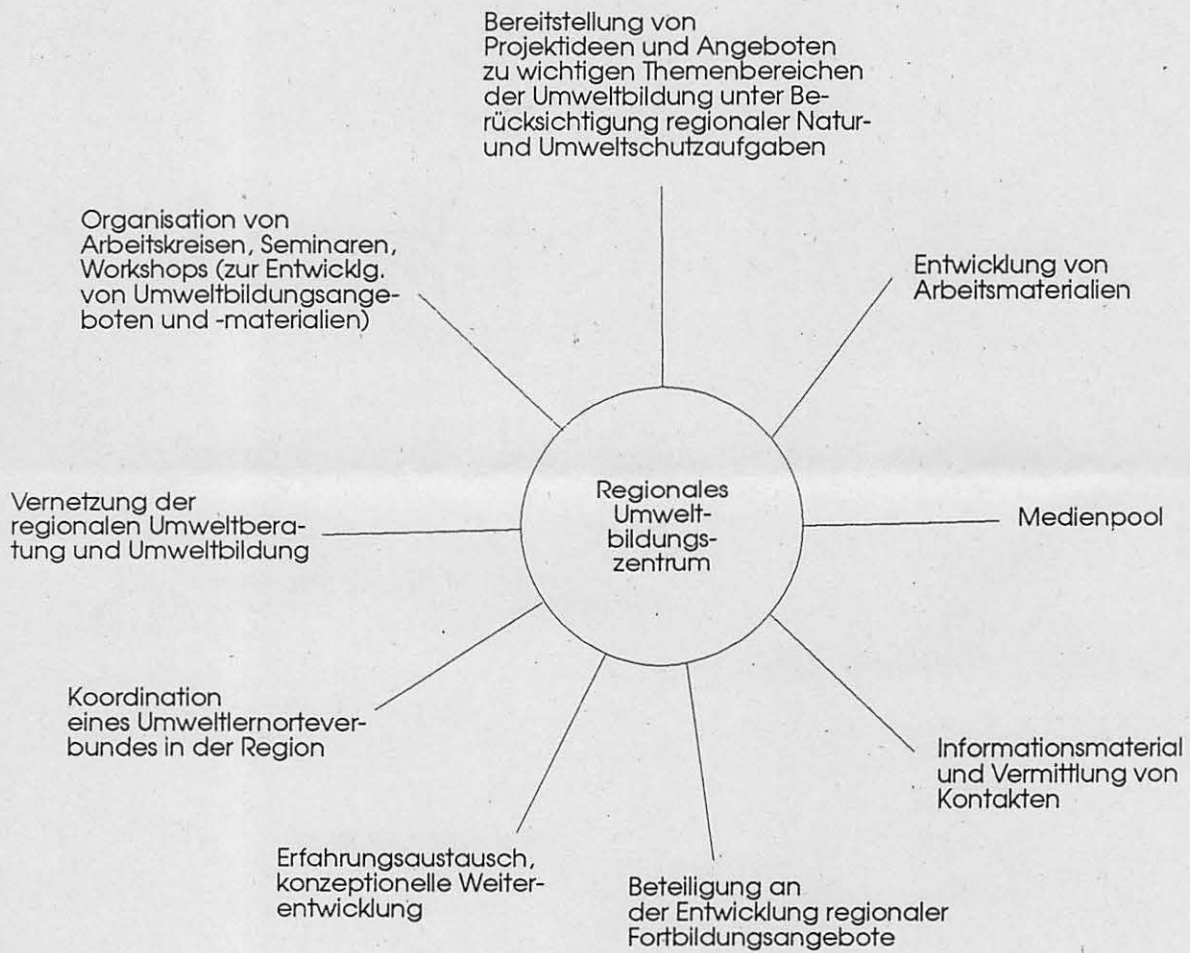 Bereitstellung von
Projektideen und Angeboten
zu wichtigen Themenbereichen
der Umweltbildung unter Be-
rücksichtigung regionaler Natur-
und Umweltschutzaufgaben
Organisation von
Arbeitskreisen, Seminaren,
Workshops (zur Entwicklg.
von Umweltbildungsange-
boten und -materialien)
Entwicklung von
Arbeitsmaterialien
Vernetzung der
regionalen Umweltbera-
tung und Umweltbildung
Regionales
Umwelt-
bildungs-
zentrum
Medienpool
Koordination
eines Umweltlernortever-
bundes in der Region
Informationsmaterial
und Vermittlung von
Kontakten
Erfahrungsaustausch,
konzeptionelle Weiter-
entwicklung
Beteiligung an
der Entwicklung regionaler
Fortbildungsangebote